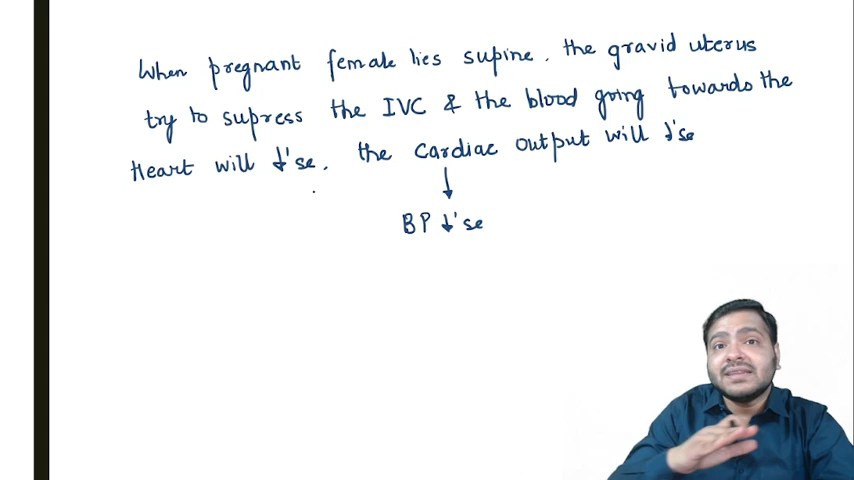 When pregnant female lies supine, the gravid uterus
try to supress the IVC & the blood going towards the
Heart will ↓'se. the cardiac output will ↓'se
↓
BP ↓'se